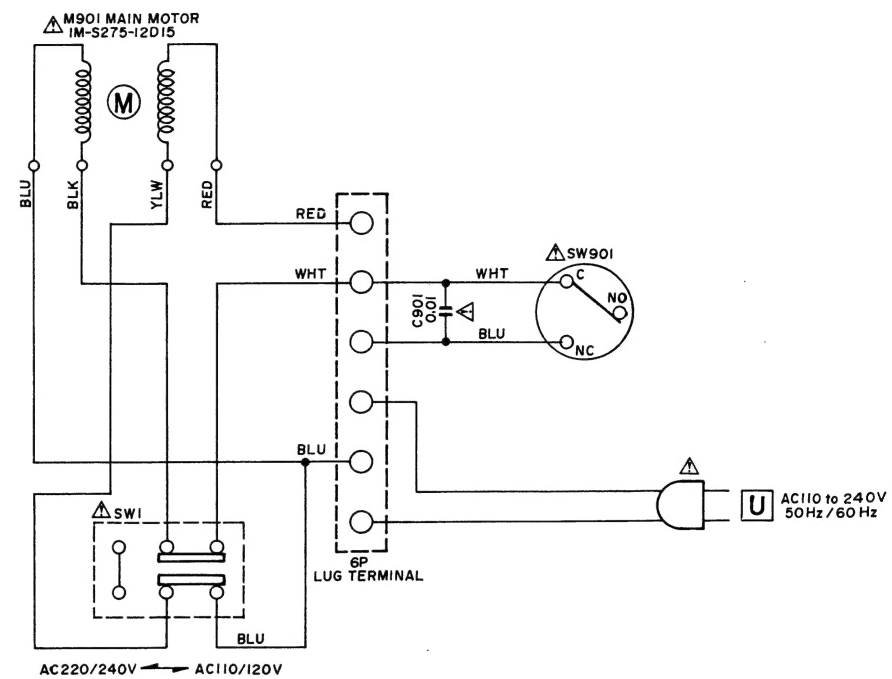 M901 MAIN MOTOR
1M-S275-12D15
M
BLU
BLK
YLW
RED
RED
WHT
WHT
SW901
C
NO
C901
0.01
BLU
NC
BLU
U
AC110 to 240V
50Hz/60Hz
SW1
6P
LUG TERMINAL
BLU
AC220/240V
AC110/120V